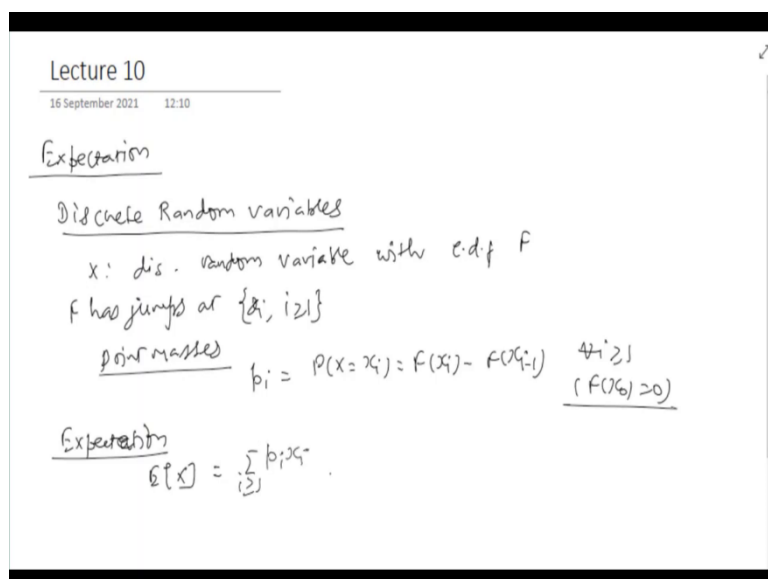 Lecture 10
16 September 2021 12:10
Expectation
Discrete Random variables
X: dis. random variable with c.d.f F
F has jumps at {xi, i≥1}
point masses pi = P(X = xi) = F(xi) - F(xi-1) ∀i≥1
(F(x0)=0)
Expectation
E[X] = Σ pixi .
i≥1